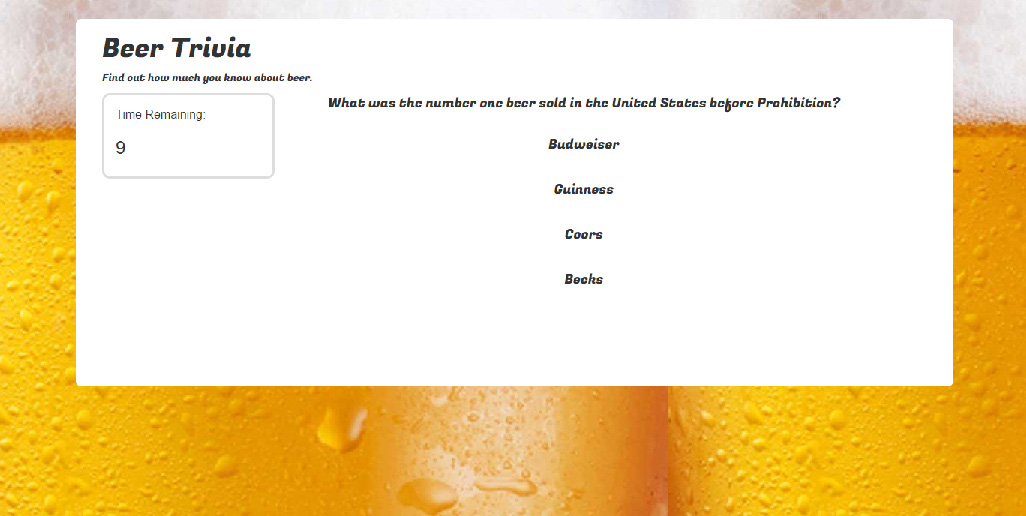 Beer Trivia
Find out how much you know about beer.
Time Remaining:
9
What was the number one beer sold in the United States before Prohibition?
Budweiser
Guinness
Coors
Becks